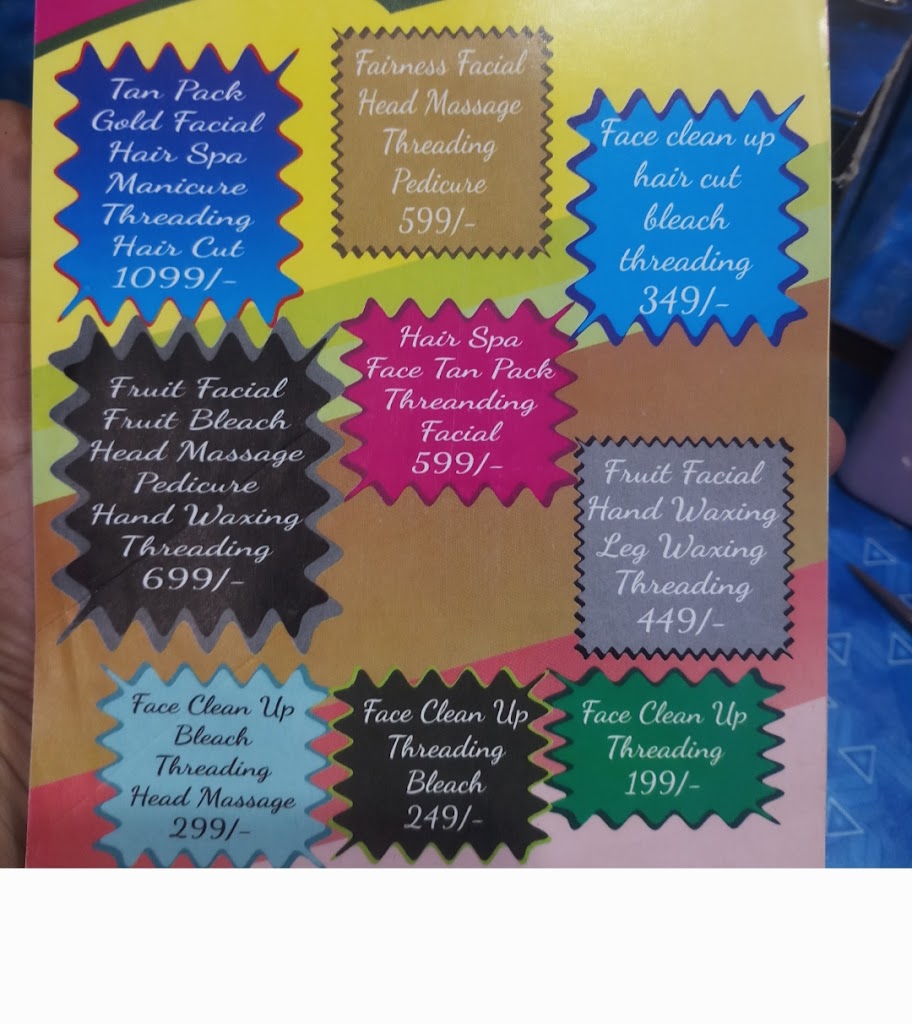 Tan Pack
Gold Facial
Hair Spa
Manicure
Threading
Hair Cut
1099/-
Fairness Facial
Head Massage
Threading
Pedicure
599/-
Face clean up
hair cut
bleach
threading
349/-
Fruit Facial
Fruit Bleach
Head Massage
Pedicure
Hand Waxing
Threading
699/-
Hair Spa
Face Tan Pack
Threanding
Facial
599/-
Fruit Facial
Hand Waxing
Leg Waxing
Threading
449/-
Face Clean Up
Bleach
Threading
Head Massage
299/-
Face Clean Up
Threading
Bleach
249/-
Face Clean Up
Threading
199/-